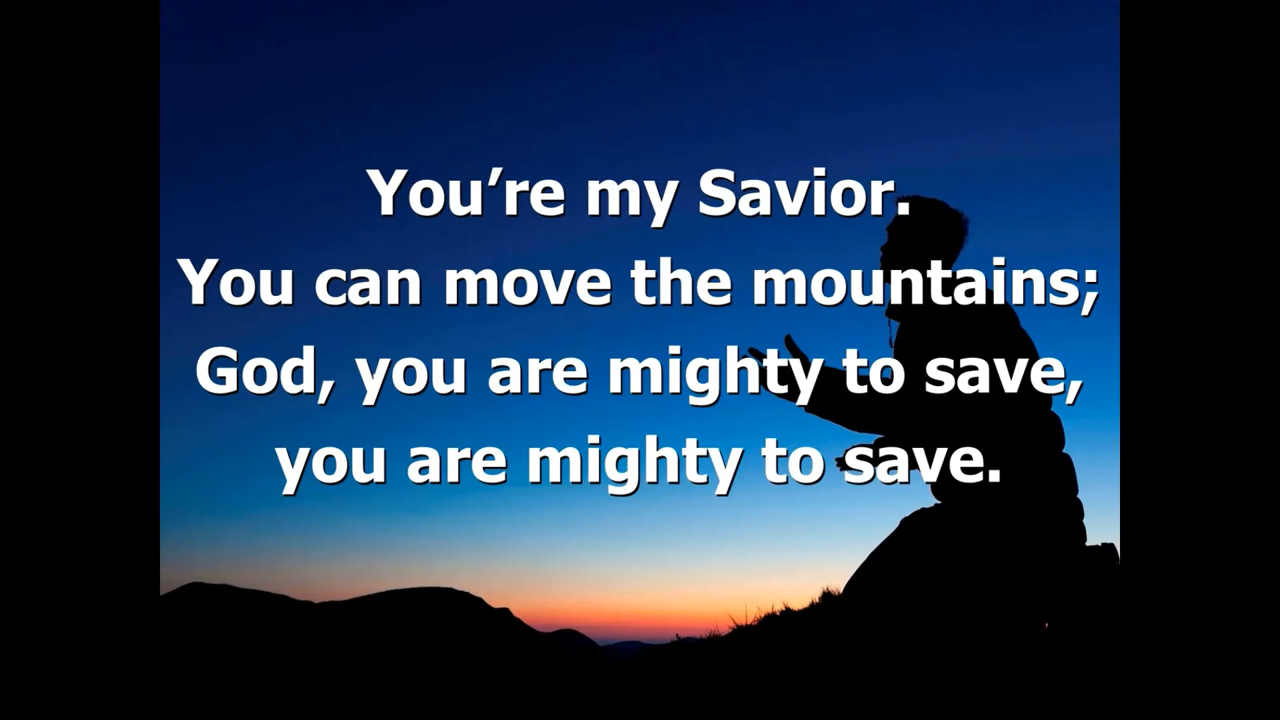 You’re my Savior.
You can move the mountains;
God, you are mighty to save,
you are mighty to save.